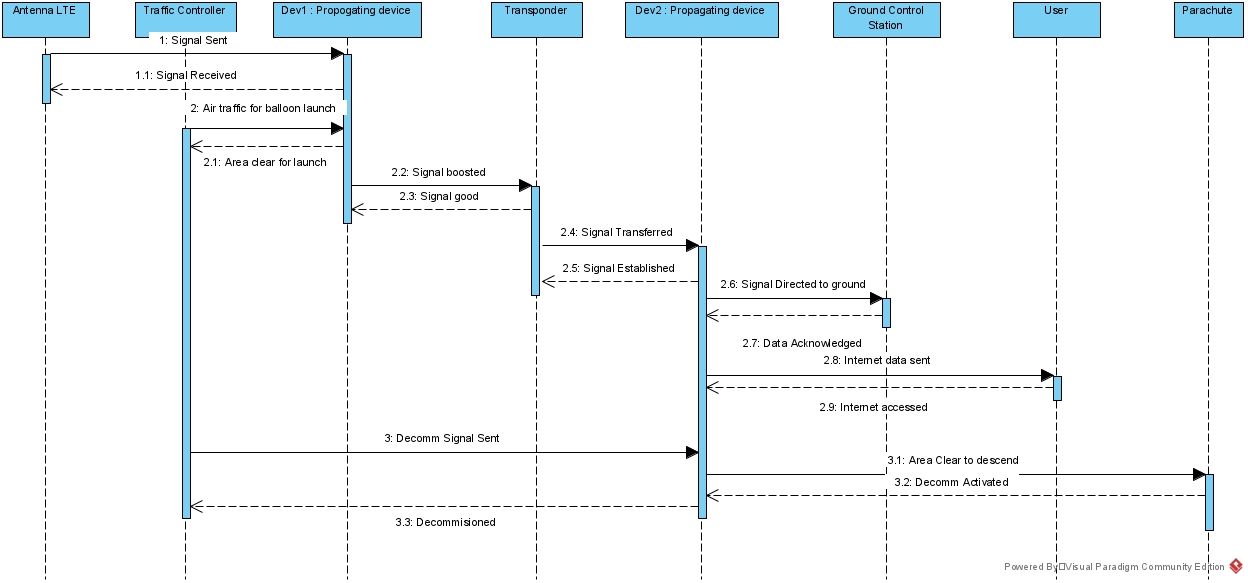 Antenna LTE
Traffic Controller
Dev1 : Propogating device
Transponder
Dev2 : Propagating device
Ground Control
Station
User
Parachute
1: Signal Sent
1.1: Signal Received
2: Air traffic for balloon launch
2.1: Area clear for launch
2.2: Signal boosted
2.3: Signal good
2.4: Signal Transferred
2.5: Signal Established
2.6: Signal Directed to ground
2.7: Data Acknowledged
2.8: Internet data sent
2.9: Internet accessed
3: Decomm Signal Sent
3.1: Area Clear to descend
3.2: Decomm Activated
3.3: Decommisioned
Powered By Visual Paradigm Community Edition